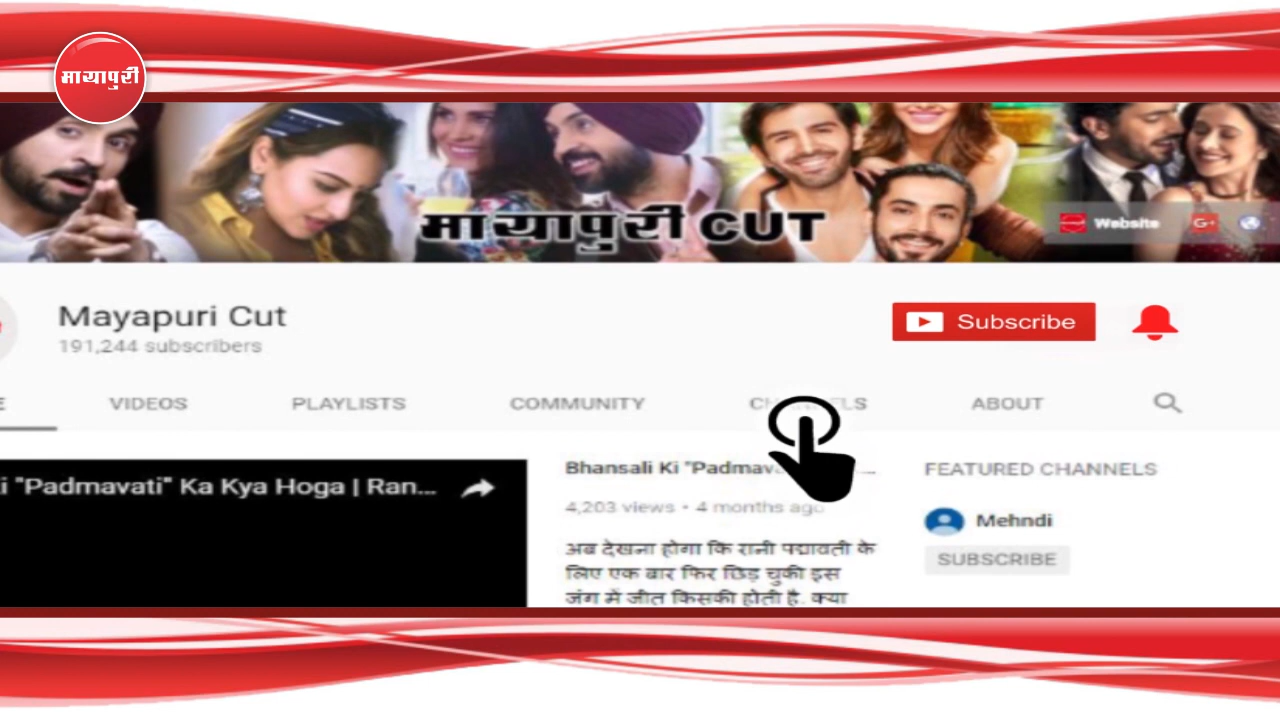 मायापुरी
मायापुरी CUT
Website
G+
Mayapuri Cut
191,244 subscribers
Subscribe
VIDEOS
PLAYLISTS
COMMUNITY
ABOUT
"Padmavati" Ka Kya Hoga | Ran...
Bhansali Ki "Padmav
4,203 views • 4 months ago
अब देखना होगा कि रानी पद्मावती के
लिए एक बार फिर छिड़ चुकी इस
जंग में जीत किसकी होती है. क्या
FEATURED CHANNELS
Mehndi
SUBSCRIBE